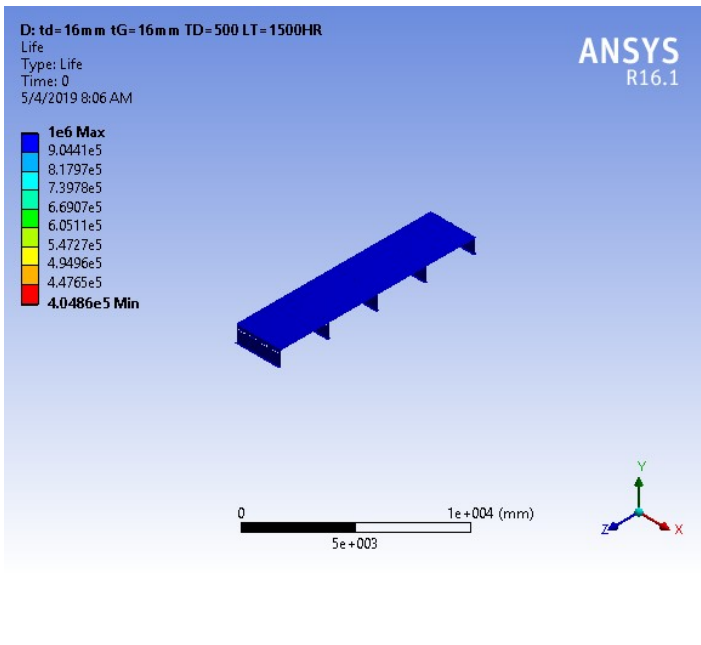 D: td=16mm tG=16mm TD=500 LT=1500HR
Life
Type: Life
Time: 0
5/4/2019 8:06 AM
ANSYS
R16.1
1e6 Max
9.0441e5
8.1797e5
7.3978e5
6.6907e5
6.0511e5
5.4727e5
4.9496e5
4.4765e5
4.0486e5 Min
0
1e+004 (mm)
5e+003
Y
Z
X